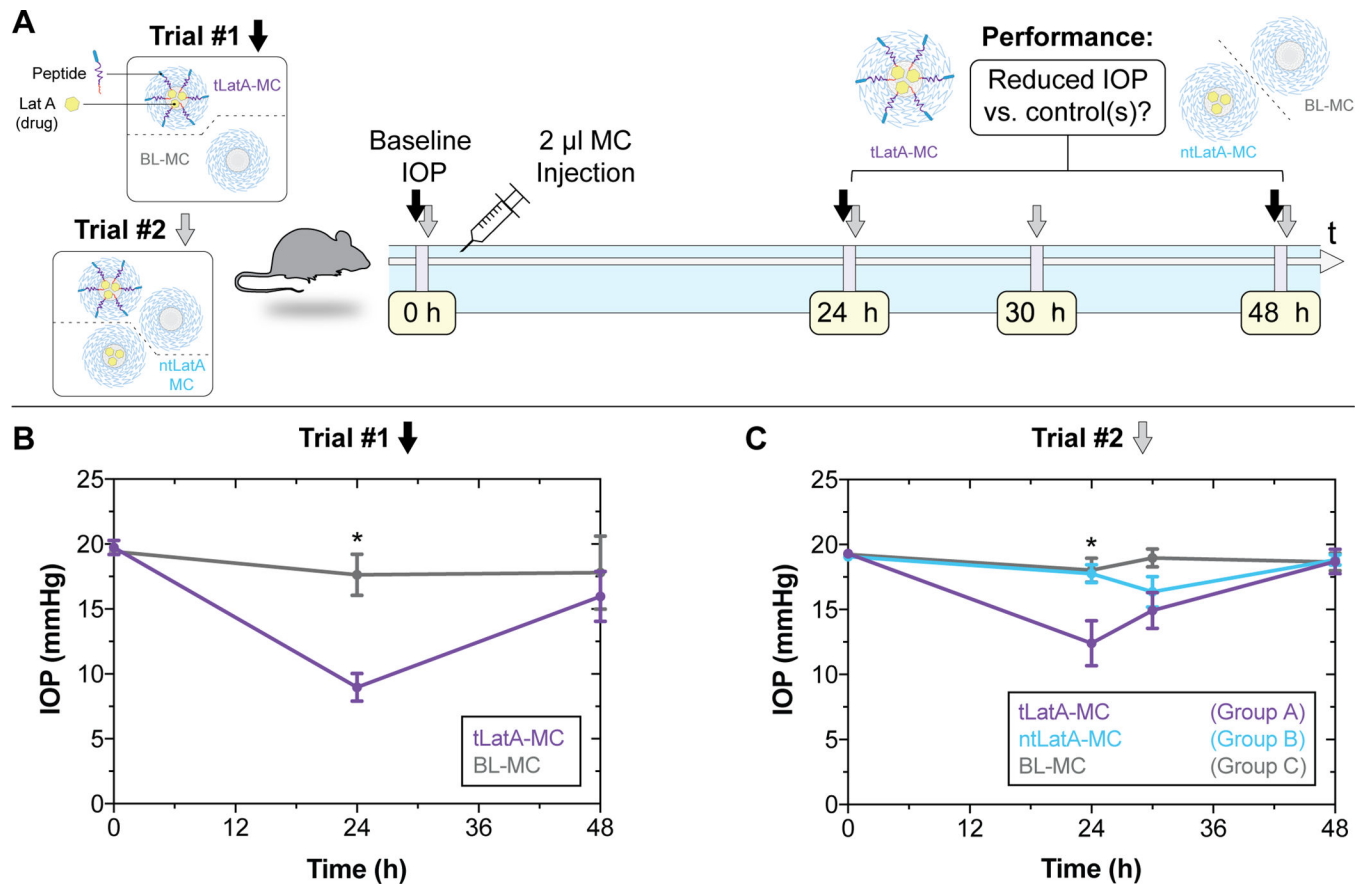 A
Trial #1
Peptide
tLatA-MC
Lat A
(drug)
BL-MC
Trial #2
ntLatA
MC
Baseline
IOP
2 µl MC
Injection
Performance:
Reduced IOP
vs. control(s)?
tLatA-MC
ntLatA-MC
BL-MC
t
0 h
24 h
30 h
48 h
B
Trial #1
25
20
15
10
5
0
IOP (mmHg)
*
tLatA-MC
BL-MC
0
12
24
36
48
Time (h)
C
Trial #2
25
20
15
10
5
0
IOP (mmHg)
*
tLatA-MC (Group A)
ntLatA-MC (Group B)
BL-MC (Group C)
0
12
24
36
48
Time (h)